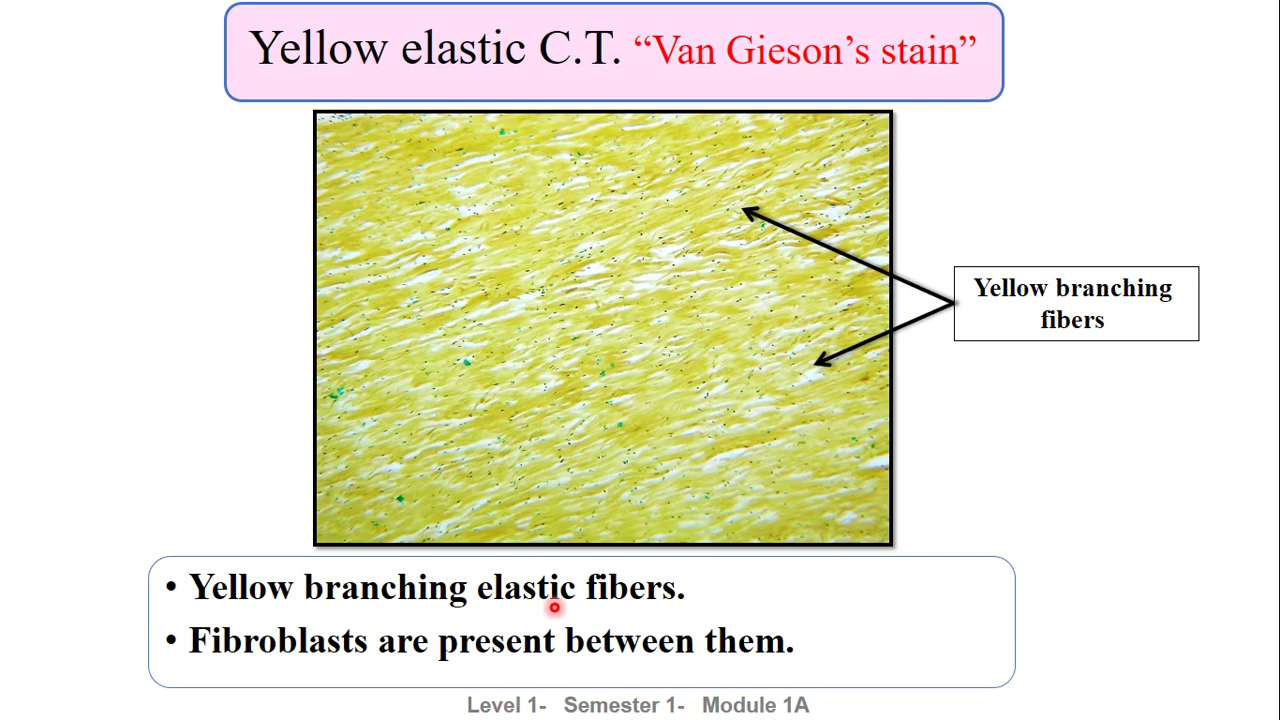 Yellow elastic C.T. “Van Gieson’s stain”
Yellow branching
fibers
• Yellow branching elastic fibers.
• Fibroblasts are present between them.
Level 1- Semester 1- Module 1A